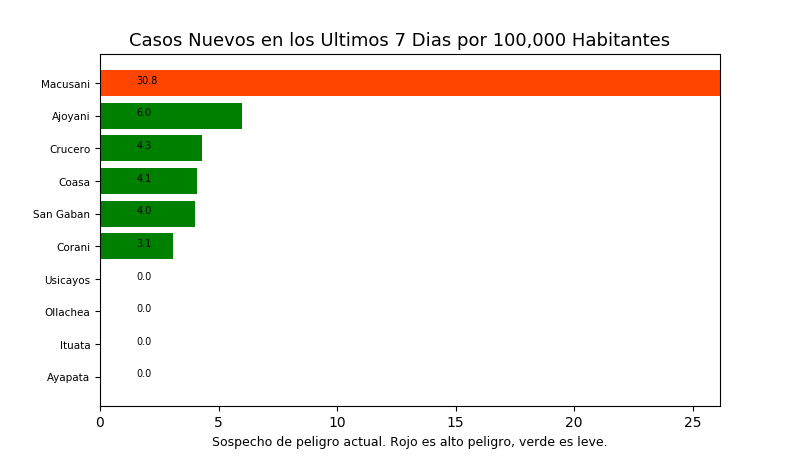 Casos Nuevos en los Ultimos 7 Dias por 100,000 Habitantes
Macusani 30.8
Ajoyani 6.0
Crucero 4.3
Coasa 4.1
San Gaban 4.0
Corani 3.1
Usicayos 0.0
Ollachea 0.0
Ituata 0.0
Ayapata 0.0
0 5 10 15 20 25
Sospecho de peligro actual. Rojo es alto peligro, verde es leve.